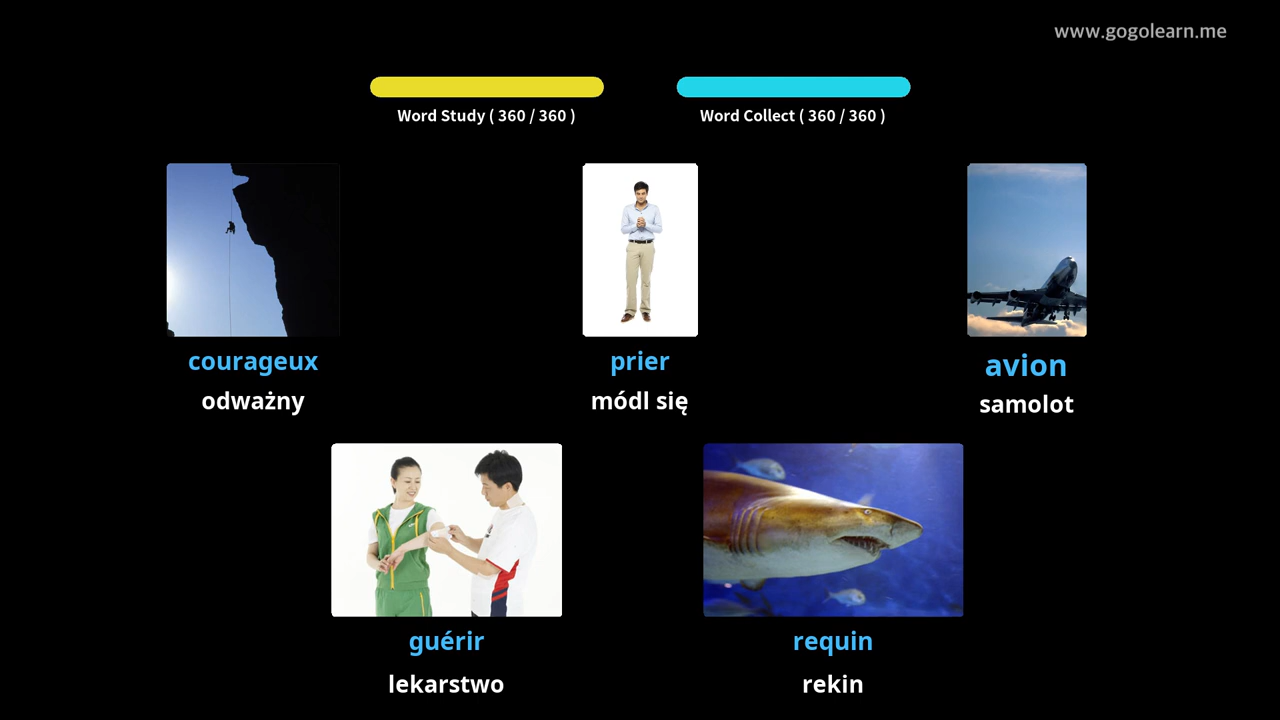 www.gogolearn.me
Word Study ( 360 / 360 )
Word Collect ( 360 / 360 )
courageux
odważny
prier
módl się
avion
samolot
guérir
lekarstwo
requin
rekin